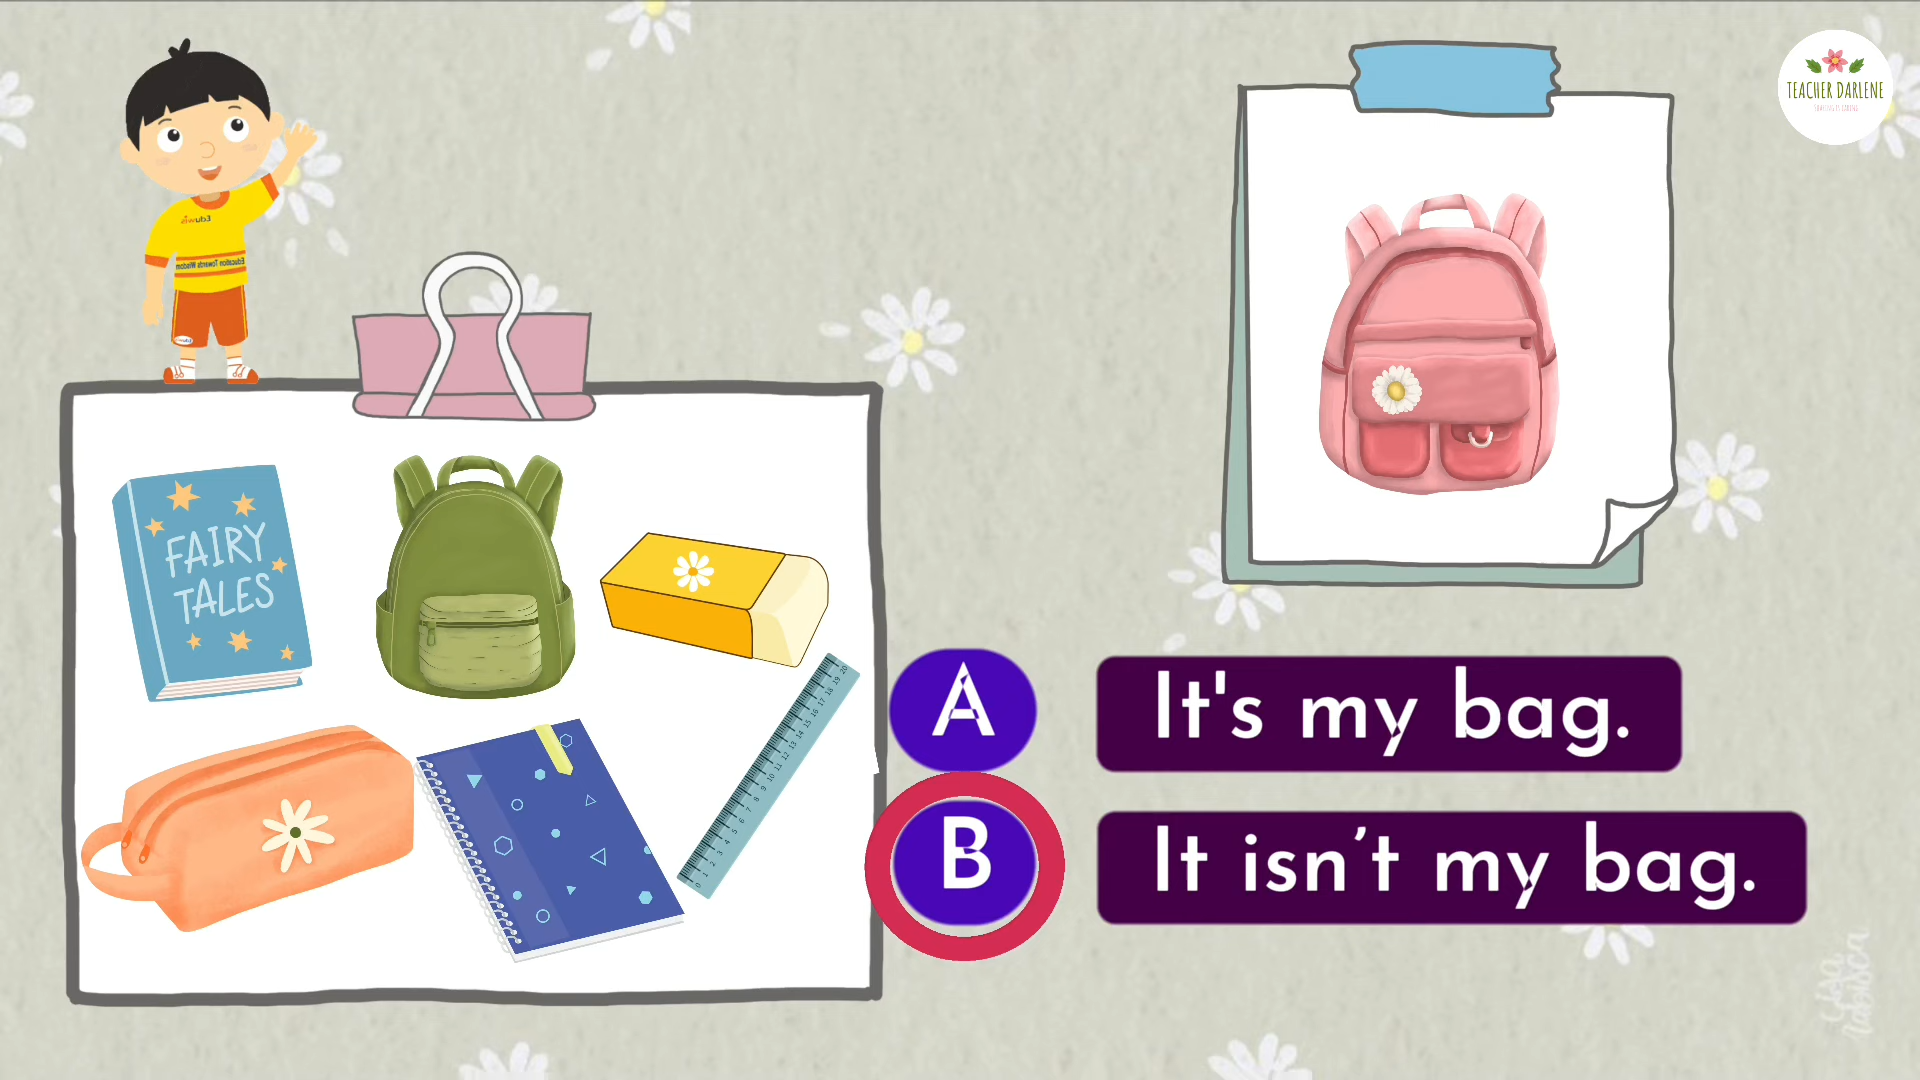 TEACHER DARLENE
FAIRY
TALES
A
It's my bag.
B
It isn't my bag.